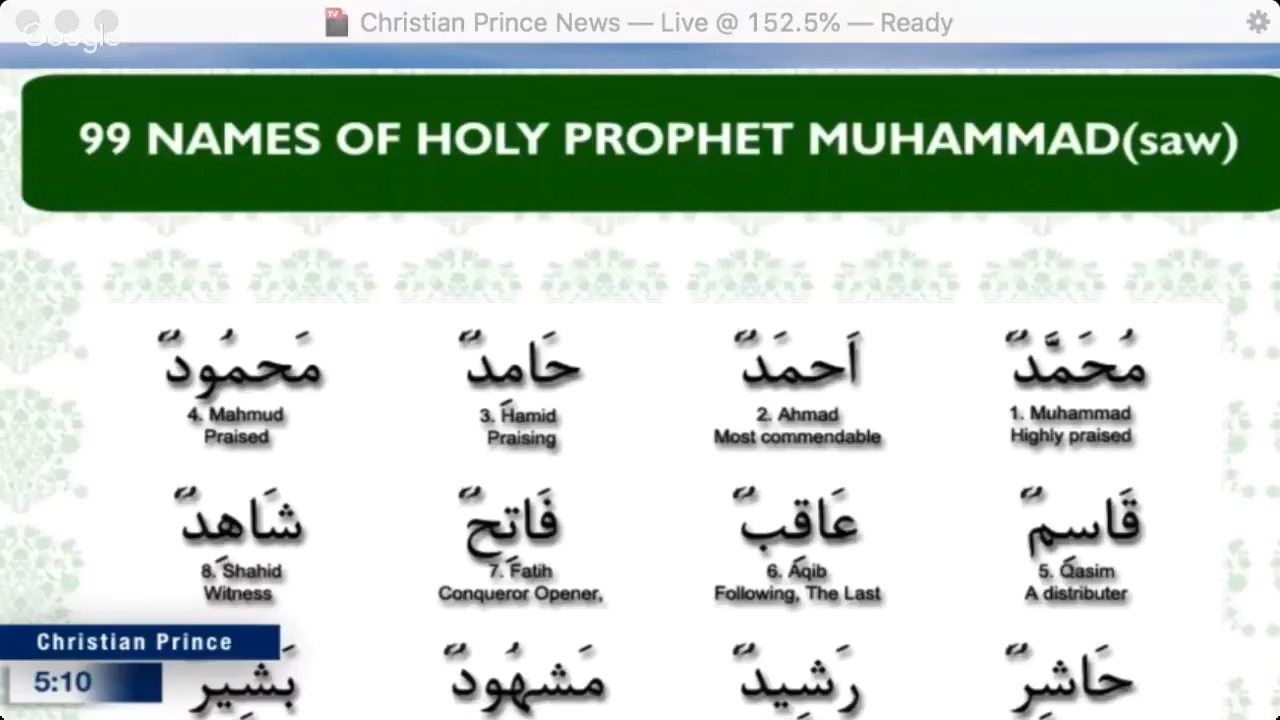 Google
Christian Prince News — Live @ 152.5% — Ready
99 NAMES OF HOLY PROPHET MUHAMMAD(saw)
مُحَمَّدٌ
1. Muhammad
Highly praised
اَحمَدٌ
2. Ahmad
Most commendable
حَامِدٌ
3. Hamid
Praising
مَحمُودٌ
4. Mahmud
Praised
قَاسِمٌ
5. Qasim
A distributer
عَاقِبٌ
6. Aqib
Following, The Last
فَاتِحٌ
7. Fatih
Conqueror Opener,
شَاهِدٌ
8. Shahid
Witness
حَاشِرٌ
رَشِيدٌ
مَشهُودٌ
بَشِير
Christian Prince
5:10